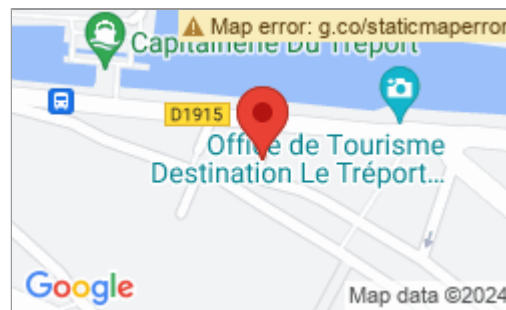 Map error: g.co/staticmaperror
Capitainerie Du Tréport
D1915
Office de Tourisme
Destination Le Tréport...
Google
Map data ©2024